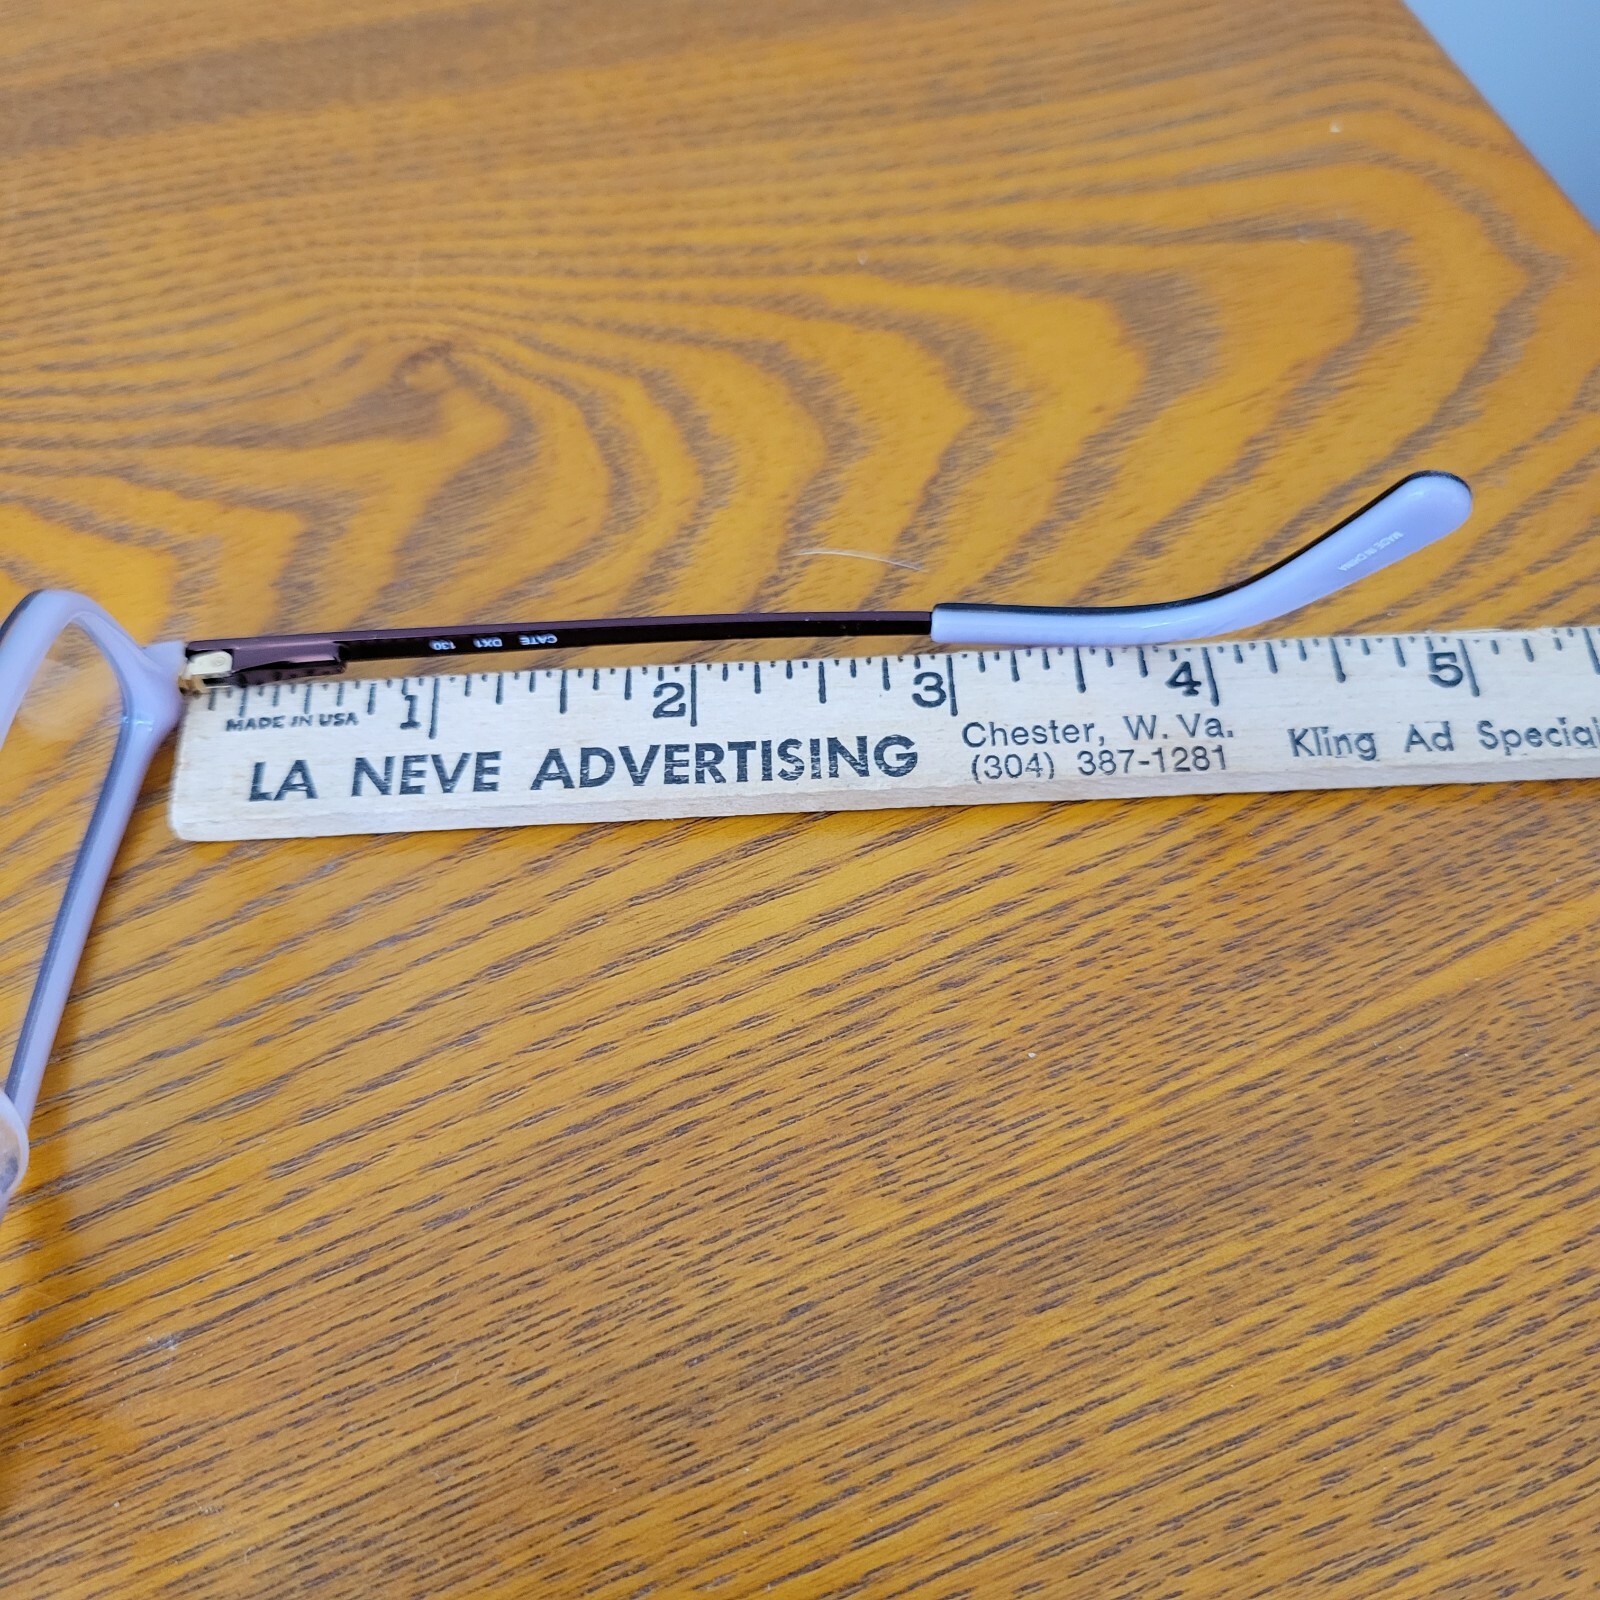 CATE OX1 130
MADE IN CHINA
1 2 3 4 5
MADE IN USA
LA NEVE ADVERTISING
Chester, W. Va.
(304) 387-1281
Kling Ad Special